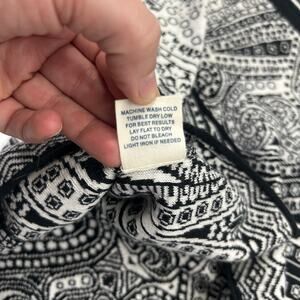 MACHINE WASH COLD
TUMBLE DRY LOW
FOR BEST RESULTS
LAY FLAT TO DRY
DO NOT BLEACH
LIGHT IRON IF NEEDED